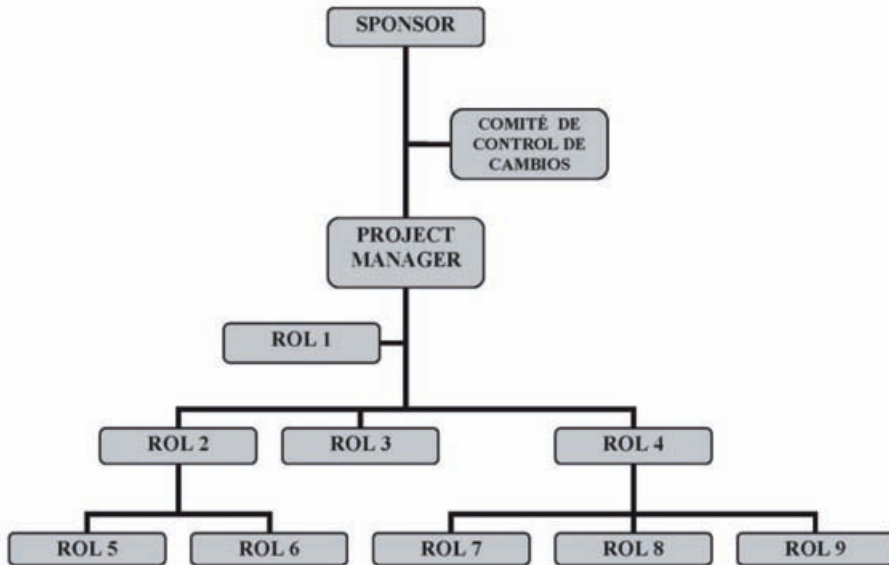 SPONSOR
COMITÉ DE
CONTROL DE
CAMBIOS
PROJECT
MANAGER
ROL 1
ROL 2
ROL 3
ROL 4
ROL 5
ROL 6
ROL 7
ROL 8
ROL 9